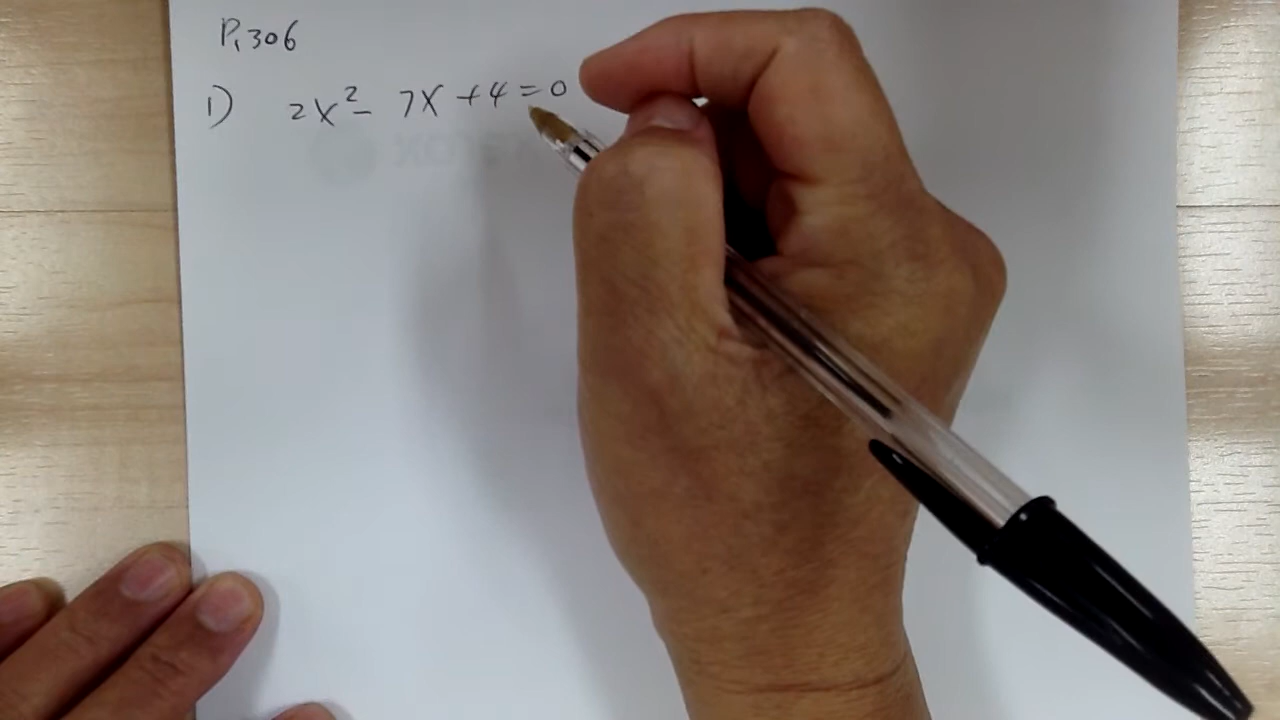 P.306
1) 2x² - 7x + 4 = 0